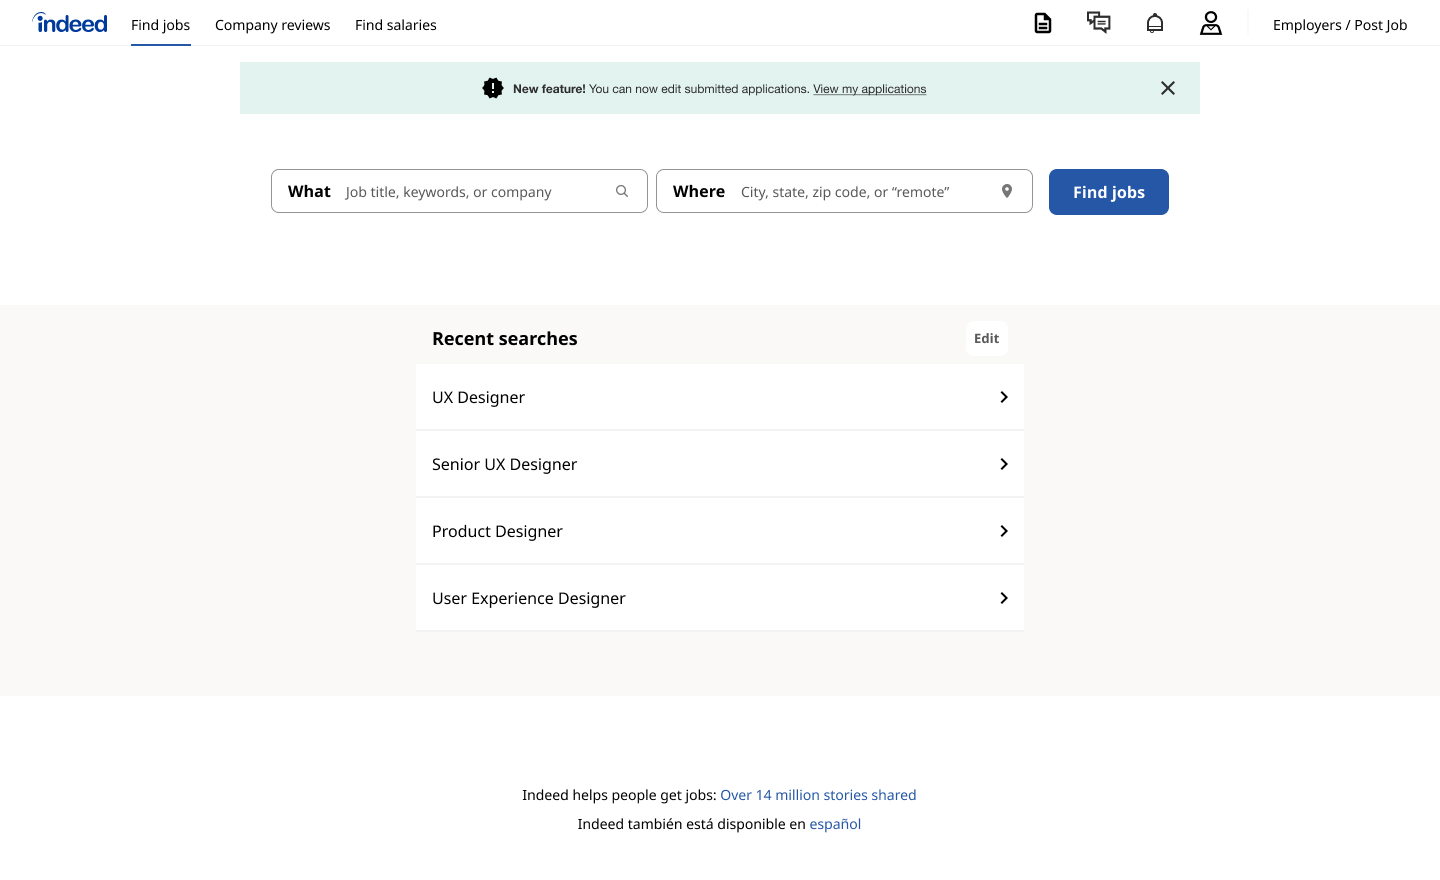 indeed
Find jobs
Company reviews
Find salaries
Employers / Post Job
New feature! You can now edit submitted applications. View my applications
What Job title, keywords, or company
Where City, state, zip code, or “remote”
Find jobs
Recent searches
Edit
UX Designer
Senior UX Designer
Product Designer
User Experience Designer
Indeed helps people get jobs: Over 14 million stories shared
Indeed también está disponible en español